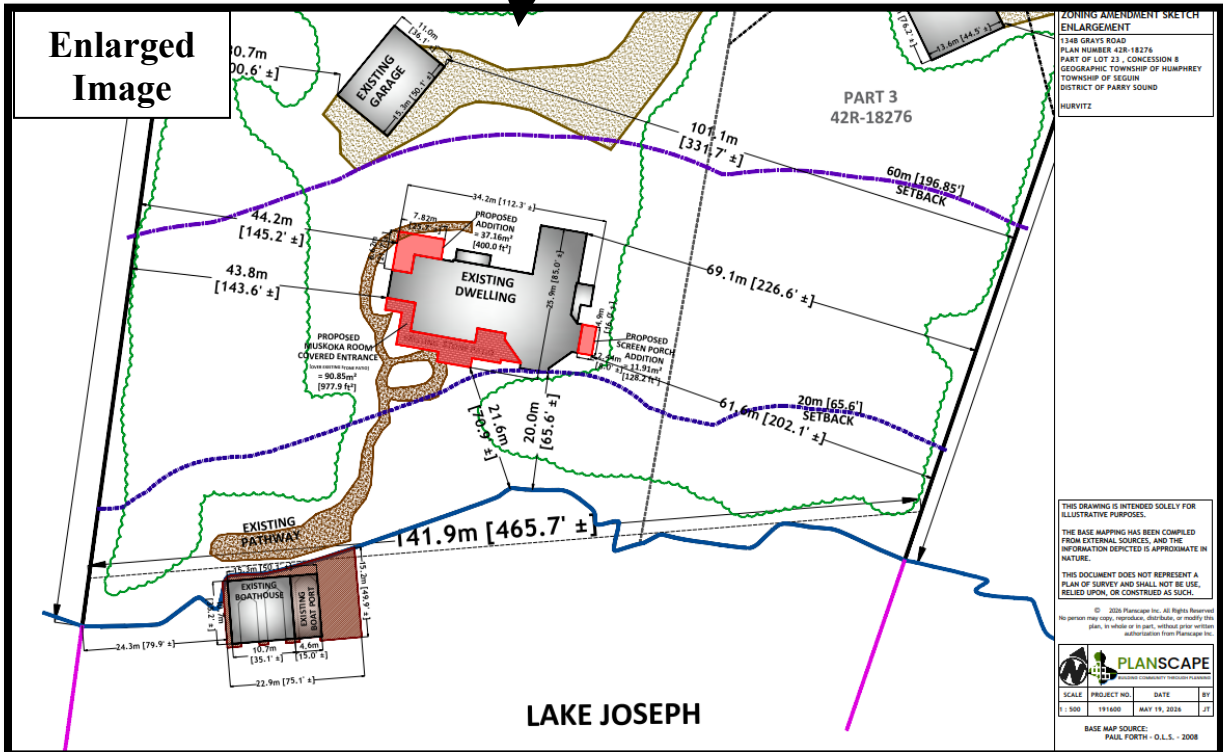 Enlarged
Image
11.0m
[36.1'
EXISTING
GARAGE
15.3m [50.1' ±]
[76.2' ±]
13.6m [44.5' ±]
PART 3
42R-18276
101.1m
[331.7' ±]
60m [196.85']
SETBACK
34.2m [112.3' ±]
44.2m
[145.2' ±]
7.82m
PROPOSED
ADDITION
= 37.16m²
[400.0 ft²]
43.8m
[143.6' ±]
EXISTING
DWELLING
25.9m [85.0' ±]
69.1m [226.6' ±]
PROPOSED
MUSKOKA ROOM
COVERED ENTRANCE
(OVER EXISTING STONE PATIO)
= 90.85m²
[977.9 ft²]
EXISTING STONE PATIO
PROPOSED
SCREEN PORCH
ADDITION
= 11.91m²
[128.2 ft²]
21.6m
[70.9' ±]
20.0m
[65.6' ±]
20m [65.6']
SETBACK
61.6m [202.1' ±]
EXISTING
PATHWAY
141.9m [465.7' ±]
15.3m [50.3' ±]
15.2m [49.9' ±]
EXISTING
BOATHOUSE
EXISTING
BOAT PORT
24.3m [79.9' ±]
10.7m
[35.1' ±]
4.6m
[15.0' ±]
22.9m [75.1' ±]
LAKE JOSEPH
ZONING AMENDMENT SKETCH
ENLARGEMENT
134B GRAYS ROAD
PLAN NUMBER 42R-18276
PART OF LOT 23 , CONCESSION 8
GEOGRAPHIC TOWNSHIP OF HUMPHREY
TOWNSHIP OF SEGUIN
DISTRICT OF PARRY SOUND
HURVITZ
THIS DRAWING IS INTENDED SOLELY FOR
ILLUSTRATIVE PURPOSES.
THE BASE MAPPING HAS BEEN COMPILED
FROM EXTERNAL SOURCES, AND THE
INFORMATION DEPICTED IS APPROXIMATE IN
NATURE.
THIS DOCUMENT DOES NOT REPRESENT A
PLAN OF SURVEY AND SHALL NOT BE USE,
RELIED UPON, OR CONSTRUED AS SUCH.
© 2026 Planscape Inc. All Rights Reserved
No person may copy, reproduce, distribute, or modify this
plan, in whole or in part, without prior written
authorization from Planscape Inc.
PLANSCAPE
BUILDING COMMUNITY THROUGH PLANNING
SCALE PROJECT NO. DATE BY
1 : 500 191600 MAY 19, 2026 JT
BASE MAP SOURCE:
PAUL FORTH - O.L.S. - 2008